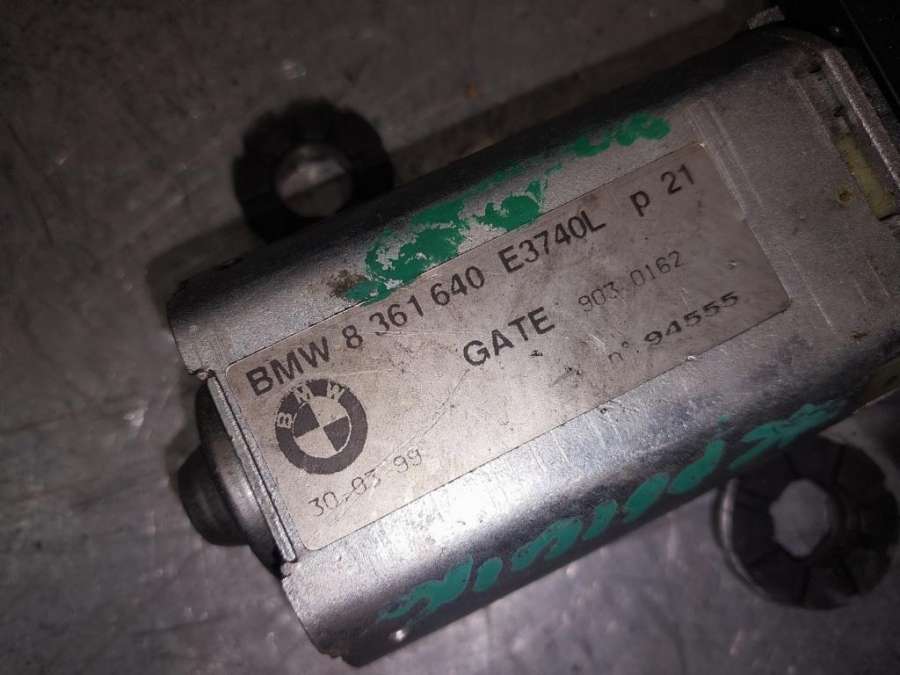 BMW 8 361 640 E3740L P 21
GATE 903 0162
n° 94555
BMW
30.03 99